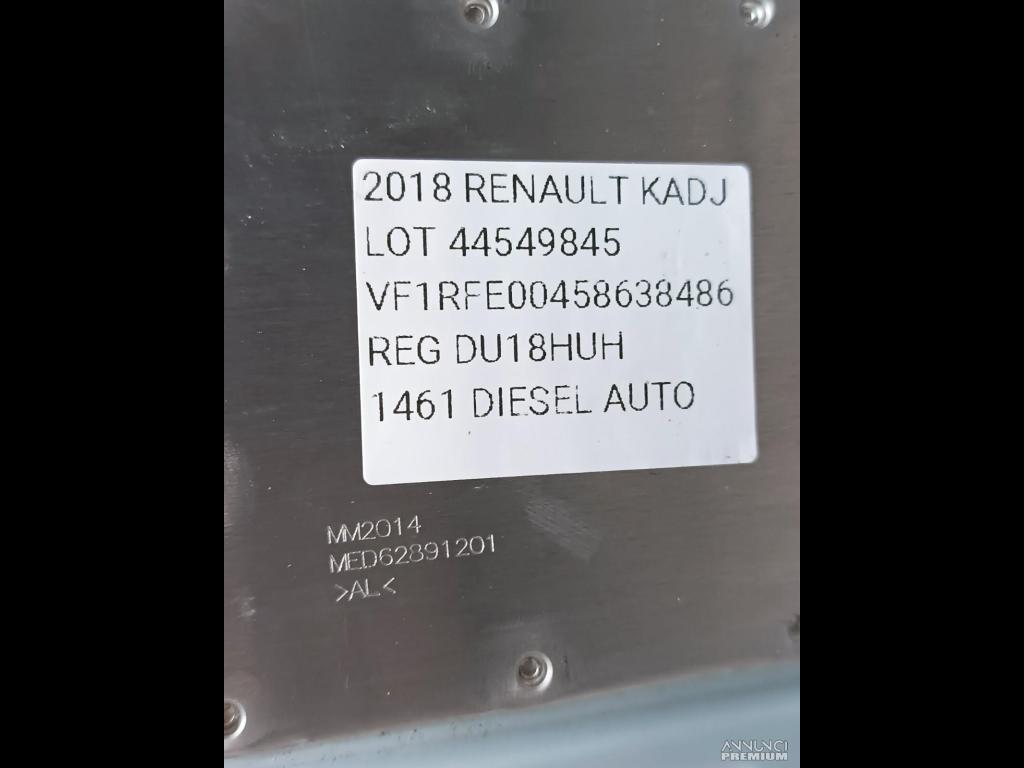 2018 RENAULT KADJ
LOT 44549845
VF1RFE00458638486
REG DU18HUH
1461 DIESEL AUTO
MM2014
MED62891201
>AL<
ANNUNCI
PREMIUM